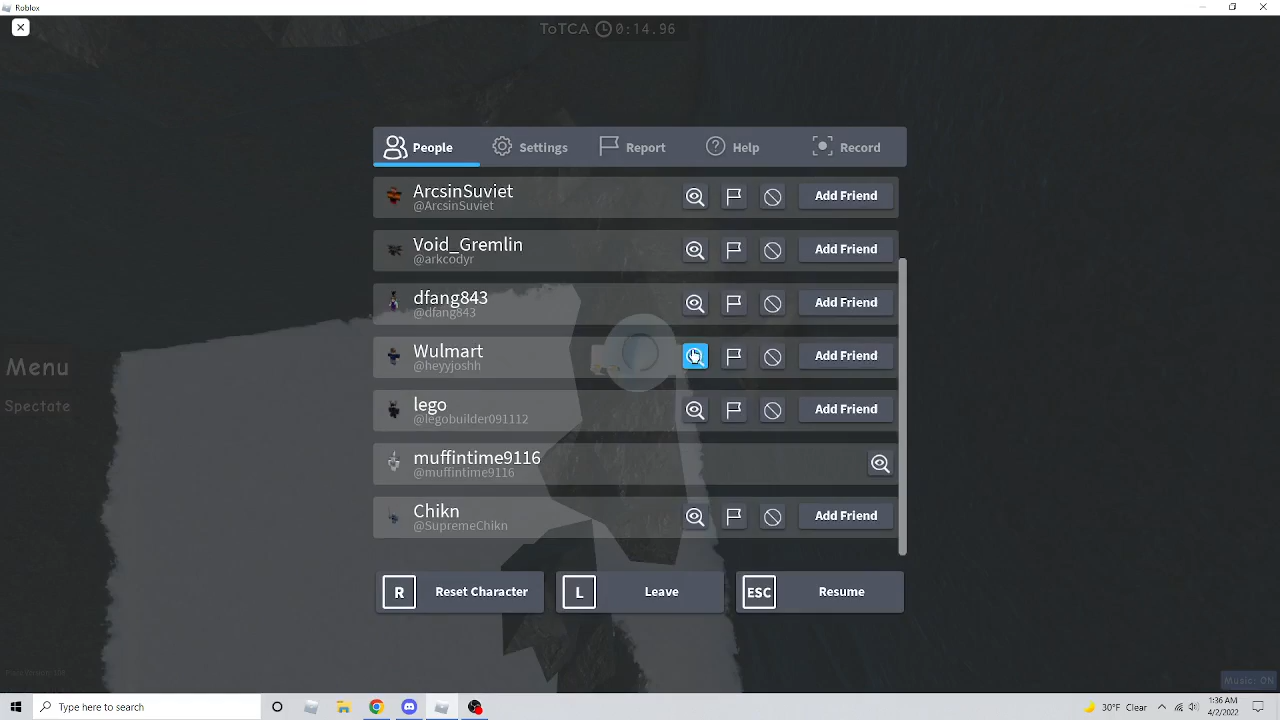 Roblox
ToTCA 0:14.96
People Settings Report Help Record
ArcsinSuviet
@ArcsinSuviet
Add Friend
Void_Gremlin
@arkcodyr
Add Friend
dfang843
@dfang843
Add Friend
Wulmart
@heyyjoshh
Add Friend
lego
@legobuilder091112
Add Friend
muffintime9116
@muffintime9116
Chikn
@SupremeChikn
Add Friend
Menu
Spectate
R Reset Character L Leave ESC Resume
Music: ON
Type here to search
30°F Clear
1:36 AM
4/2/2022